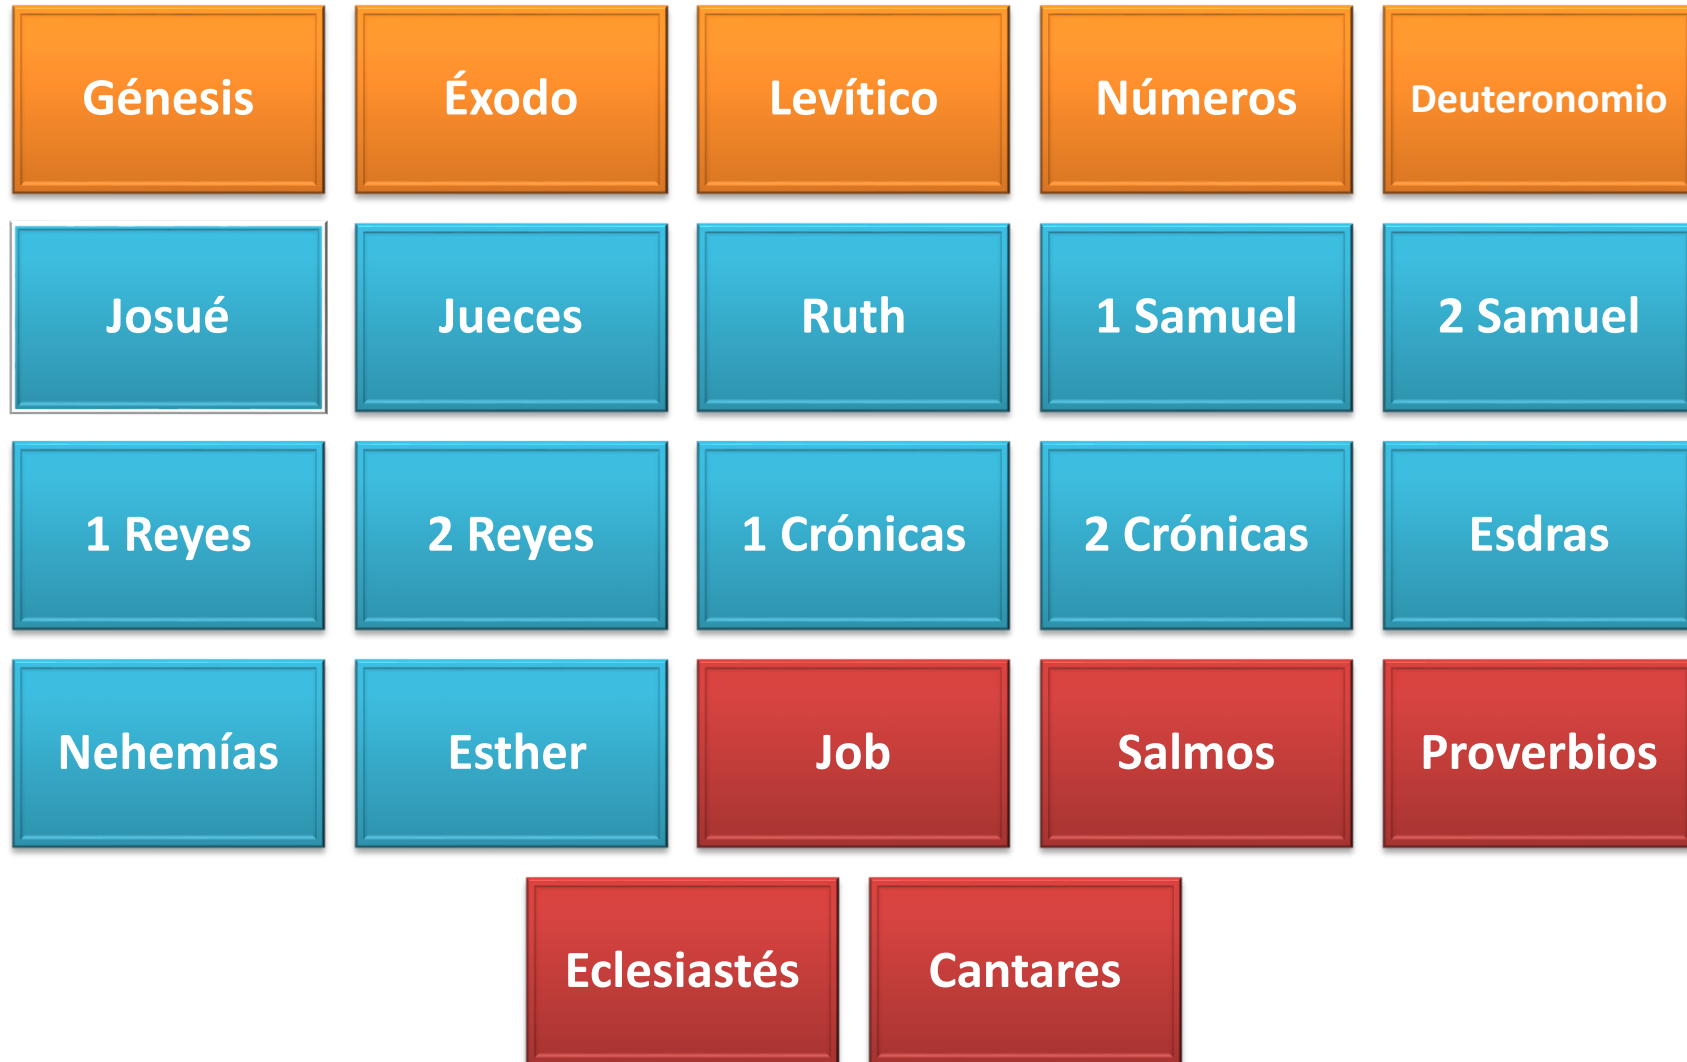 Génesis
Éxodo
Levítico
Números
Deuteronomio
Josué
Jueces
Ruth
1 Samuel
2 Samuel
1 Reyes
2 Reyes
1 Crónicas
2 Crónicas
Esdras
Nehemías
Esther
Job
Salmos
Proverbios
Eclesiastés
Cantares